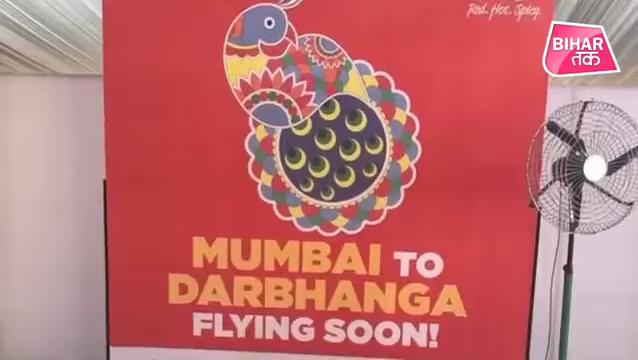 Red. Hot. Spicy.
BIHAR
तक
MUMBAI TO
DARBHANGA
FLYING SOON!